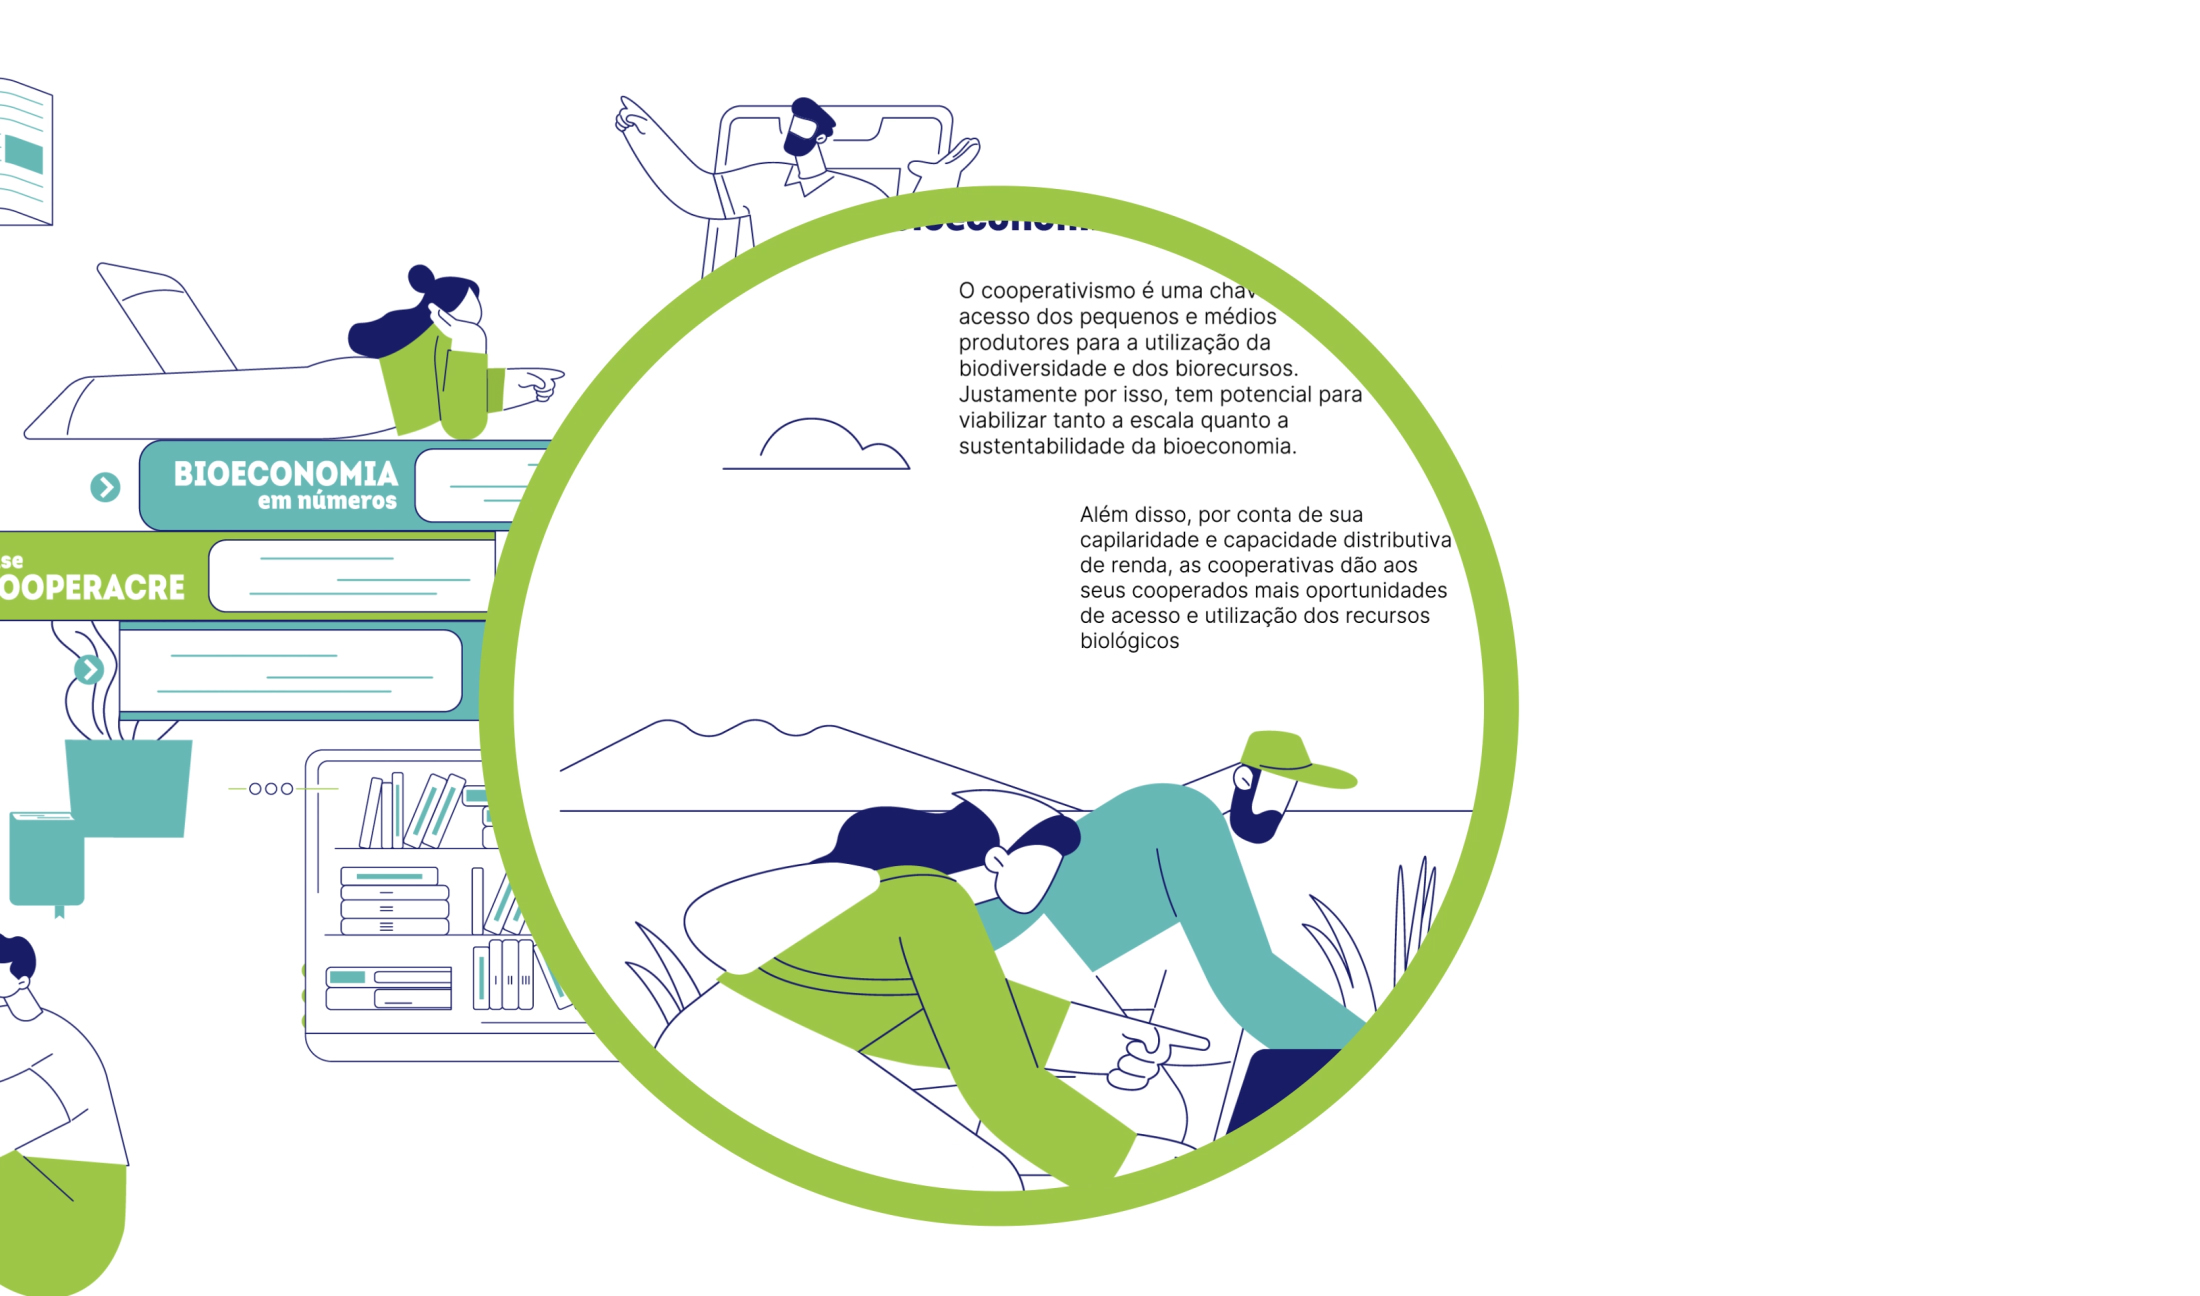 BIOECONOMIA
em números
se
OOPERACRE
O cooperativismo é uma
acesso dos pequenos e médios
produtores para a utilização da
biodiversidade e dos biorecursos.
Justamente por isso, tem potencial para
viabilizar tanto a escala quanto a
sustentabilidade da bioeconomia.
Além disso, por conta de sua
capilaridade e capacidade distributiva
de renda, as cooperativas dão aos
seus cooperados mais oportunidades
de acesso e utilização dos recursos
biológicos